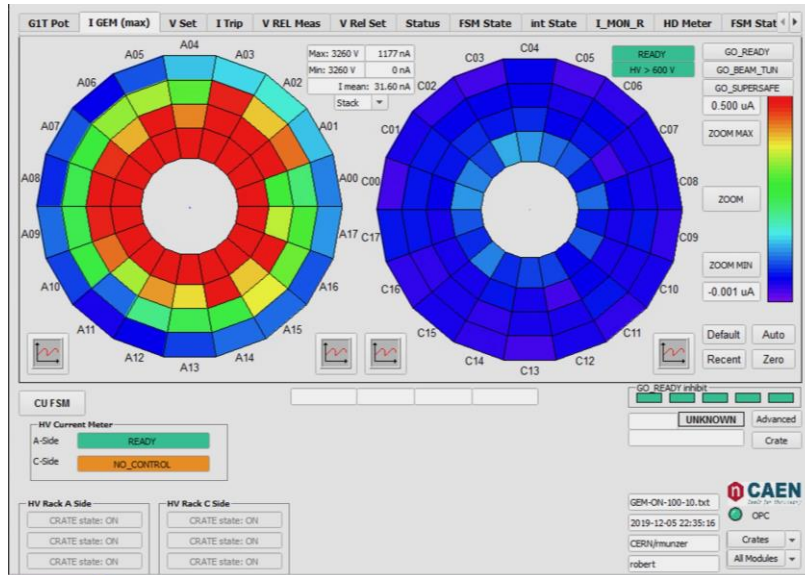 G1T Pot I GEM (max) V Set I Trip V REL Meas V Rel Set Status FSM State int State I_MON_R HD Meter FSM Stat
A04
A05 A03
A06 A02
A07 A01
A08 A00
A09 A17
A10 A16
A11 A15
A12 A14
A13
Max: 3260 V 1177 nA
Min: 3260 V 0 nA
I mean: 31.60 nA
Stack
C04
C03 C05
C02 C06
C01 C07
C00 C08
C17 C09
C16 C10
C15 C11
C14 C12
C13
READY
HV > 600 V
GO_READY
GO_BEAM_TUN
GO_SUPERSAFE
0.500 uA
ZOOM MAX
ZOOM
ZOOM MIN
-0.001 uA
Default Auto
Recent Zero
CU FSM
HV Current Meter
A-Side READY
C-Side NO_CONTROL
GO_READY inhibit
UNKNOWN Advanced
Crate
HV Rack A Side HV Rack C Side
CRATE state: ON CRATE state: ON
CRATE state: ON CRATE state: ON
CRATE state: ON CRATE state: ON
GEM-ON-100-10.txt
2019-12-05 22:35:16
CERN/rmunzer
robert
n CAEN
OPC
Crates
All Modules